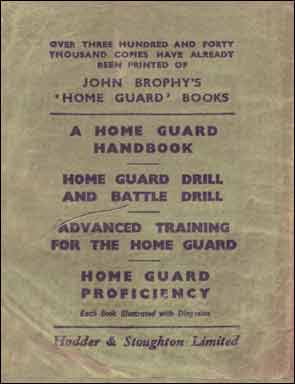 OVER THREE HUNDRED AND FORTY
THOUSAND COMES HAVE ALREADY
BEEN PRINTED OF
JOHN BROPHY'S
'HOME GUARD' BOOKS
A HOME GUARD
HANDBOOK
HOME GUARD DRILL
AND BATTLE DRILL
ADVANCED TRAINING
FOR THE HOME GUARD
HOME GUARD
PROFICIENCY
Each Book Illustrated with Diagrams
Hodder & Stoughton Limited